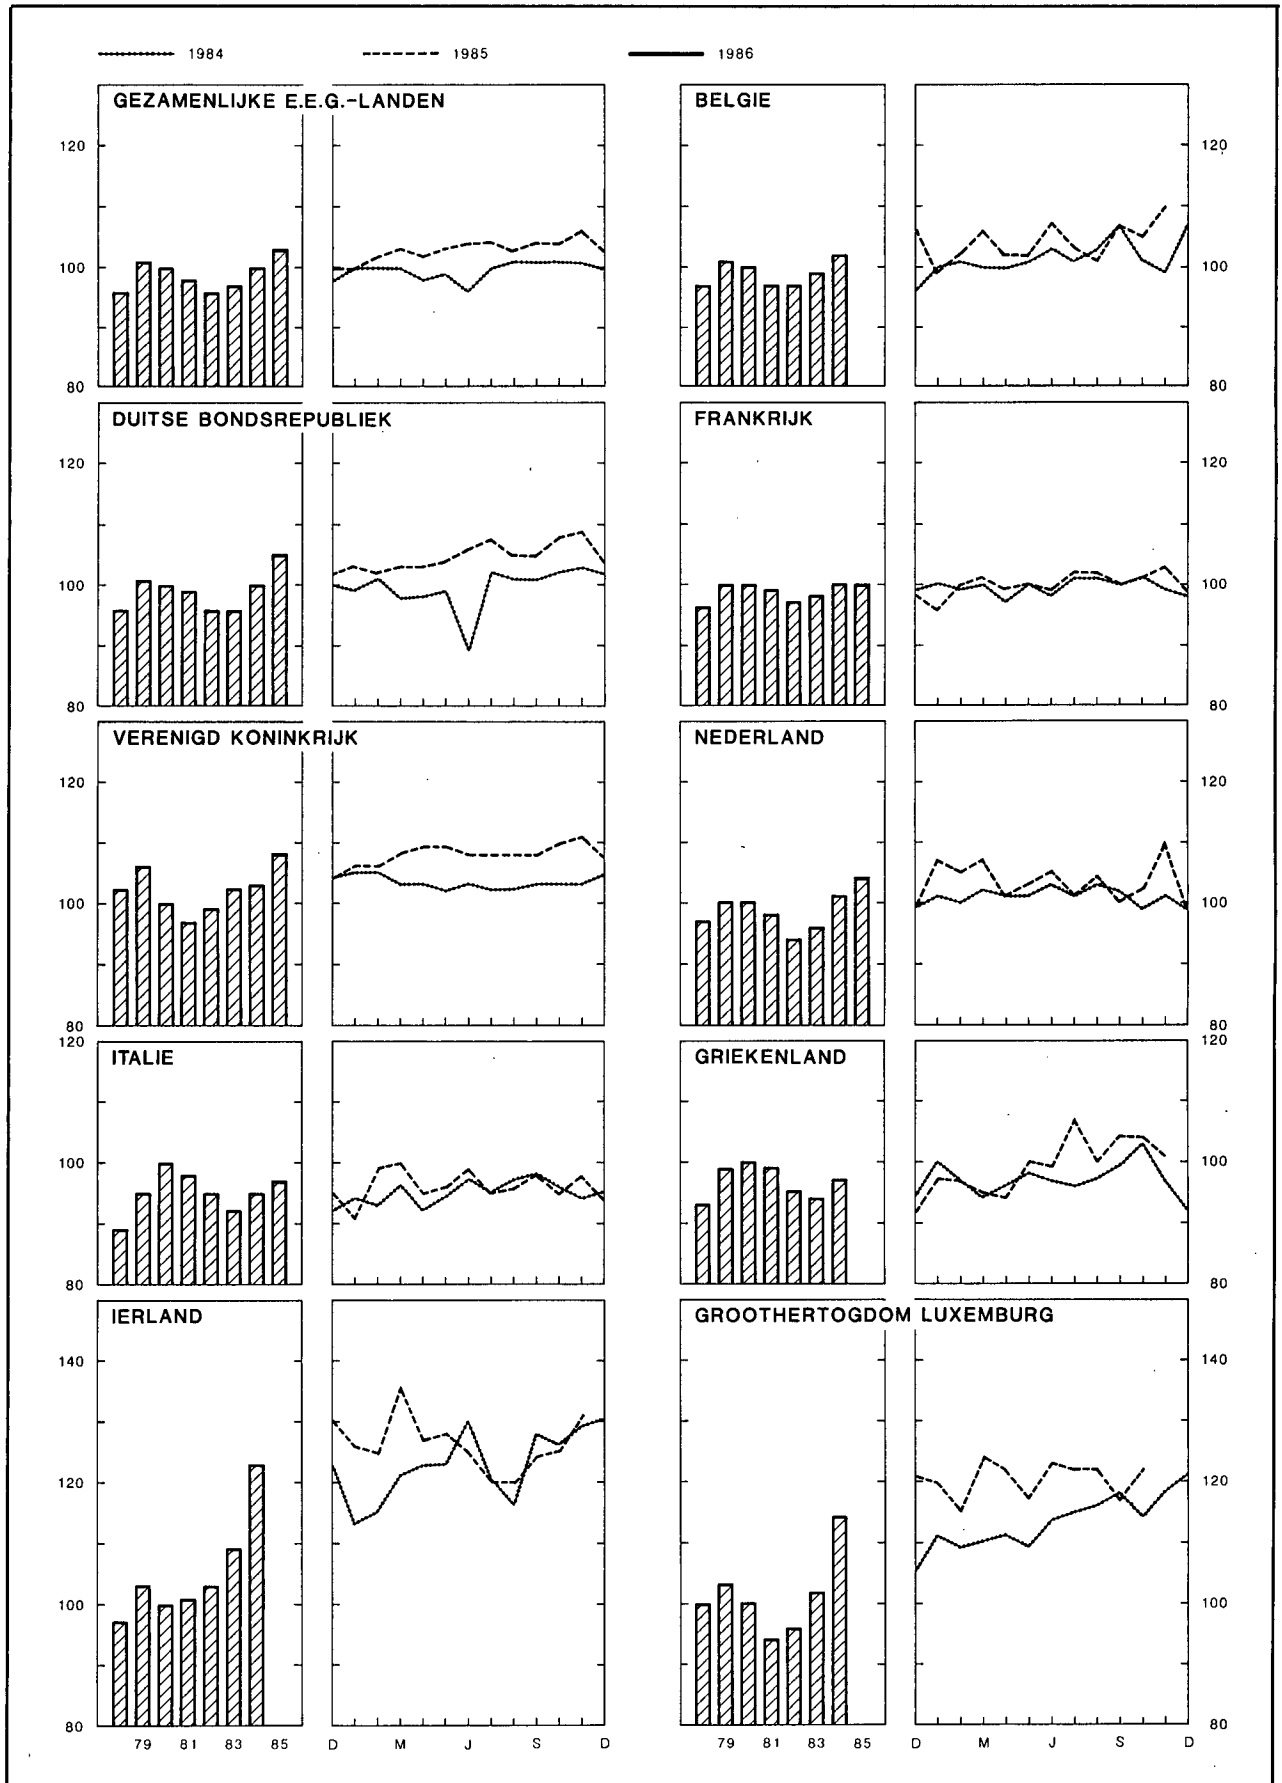 1984 1985 1986
GEZAMENLIJKE E.E.G.-LANDEN BELGIE
120 120
100 100
80 80
DUITSE BONDSREPUBLIEK FRANKRIJK
120 120
100 100
80 80
VERENIGD KONINKRIJK NEDERLAND
120 120
100 100
80 80
120 120
ITALIE GRIEKENLAND
100 100
80 80
IERLAND GROOTHERTOGDOM LUXEMBURG
140 140
120 120
100 100
80 80
79 81 83 85 D M J S D 79 81 83 85 D M J S D